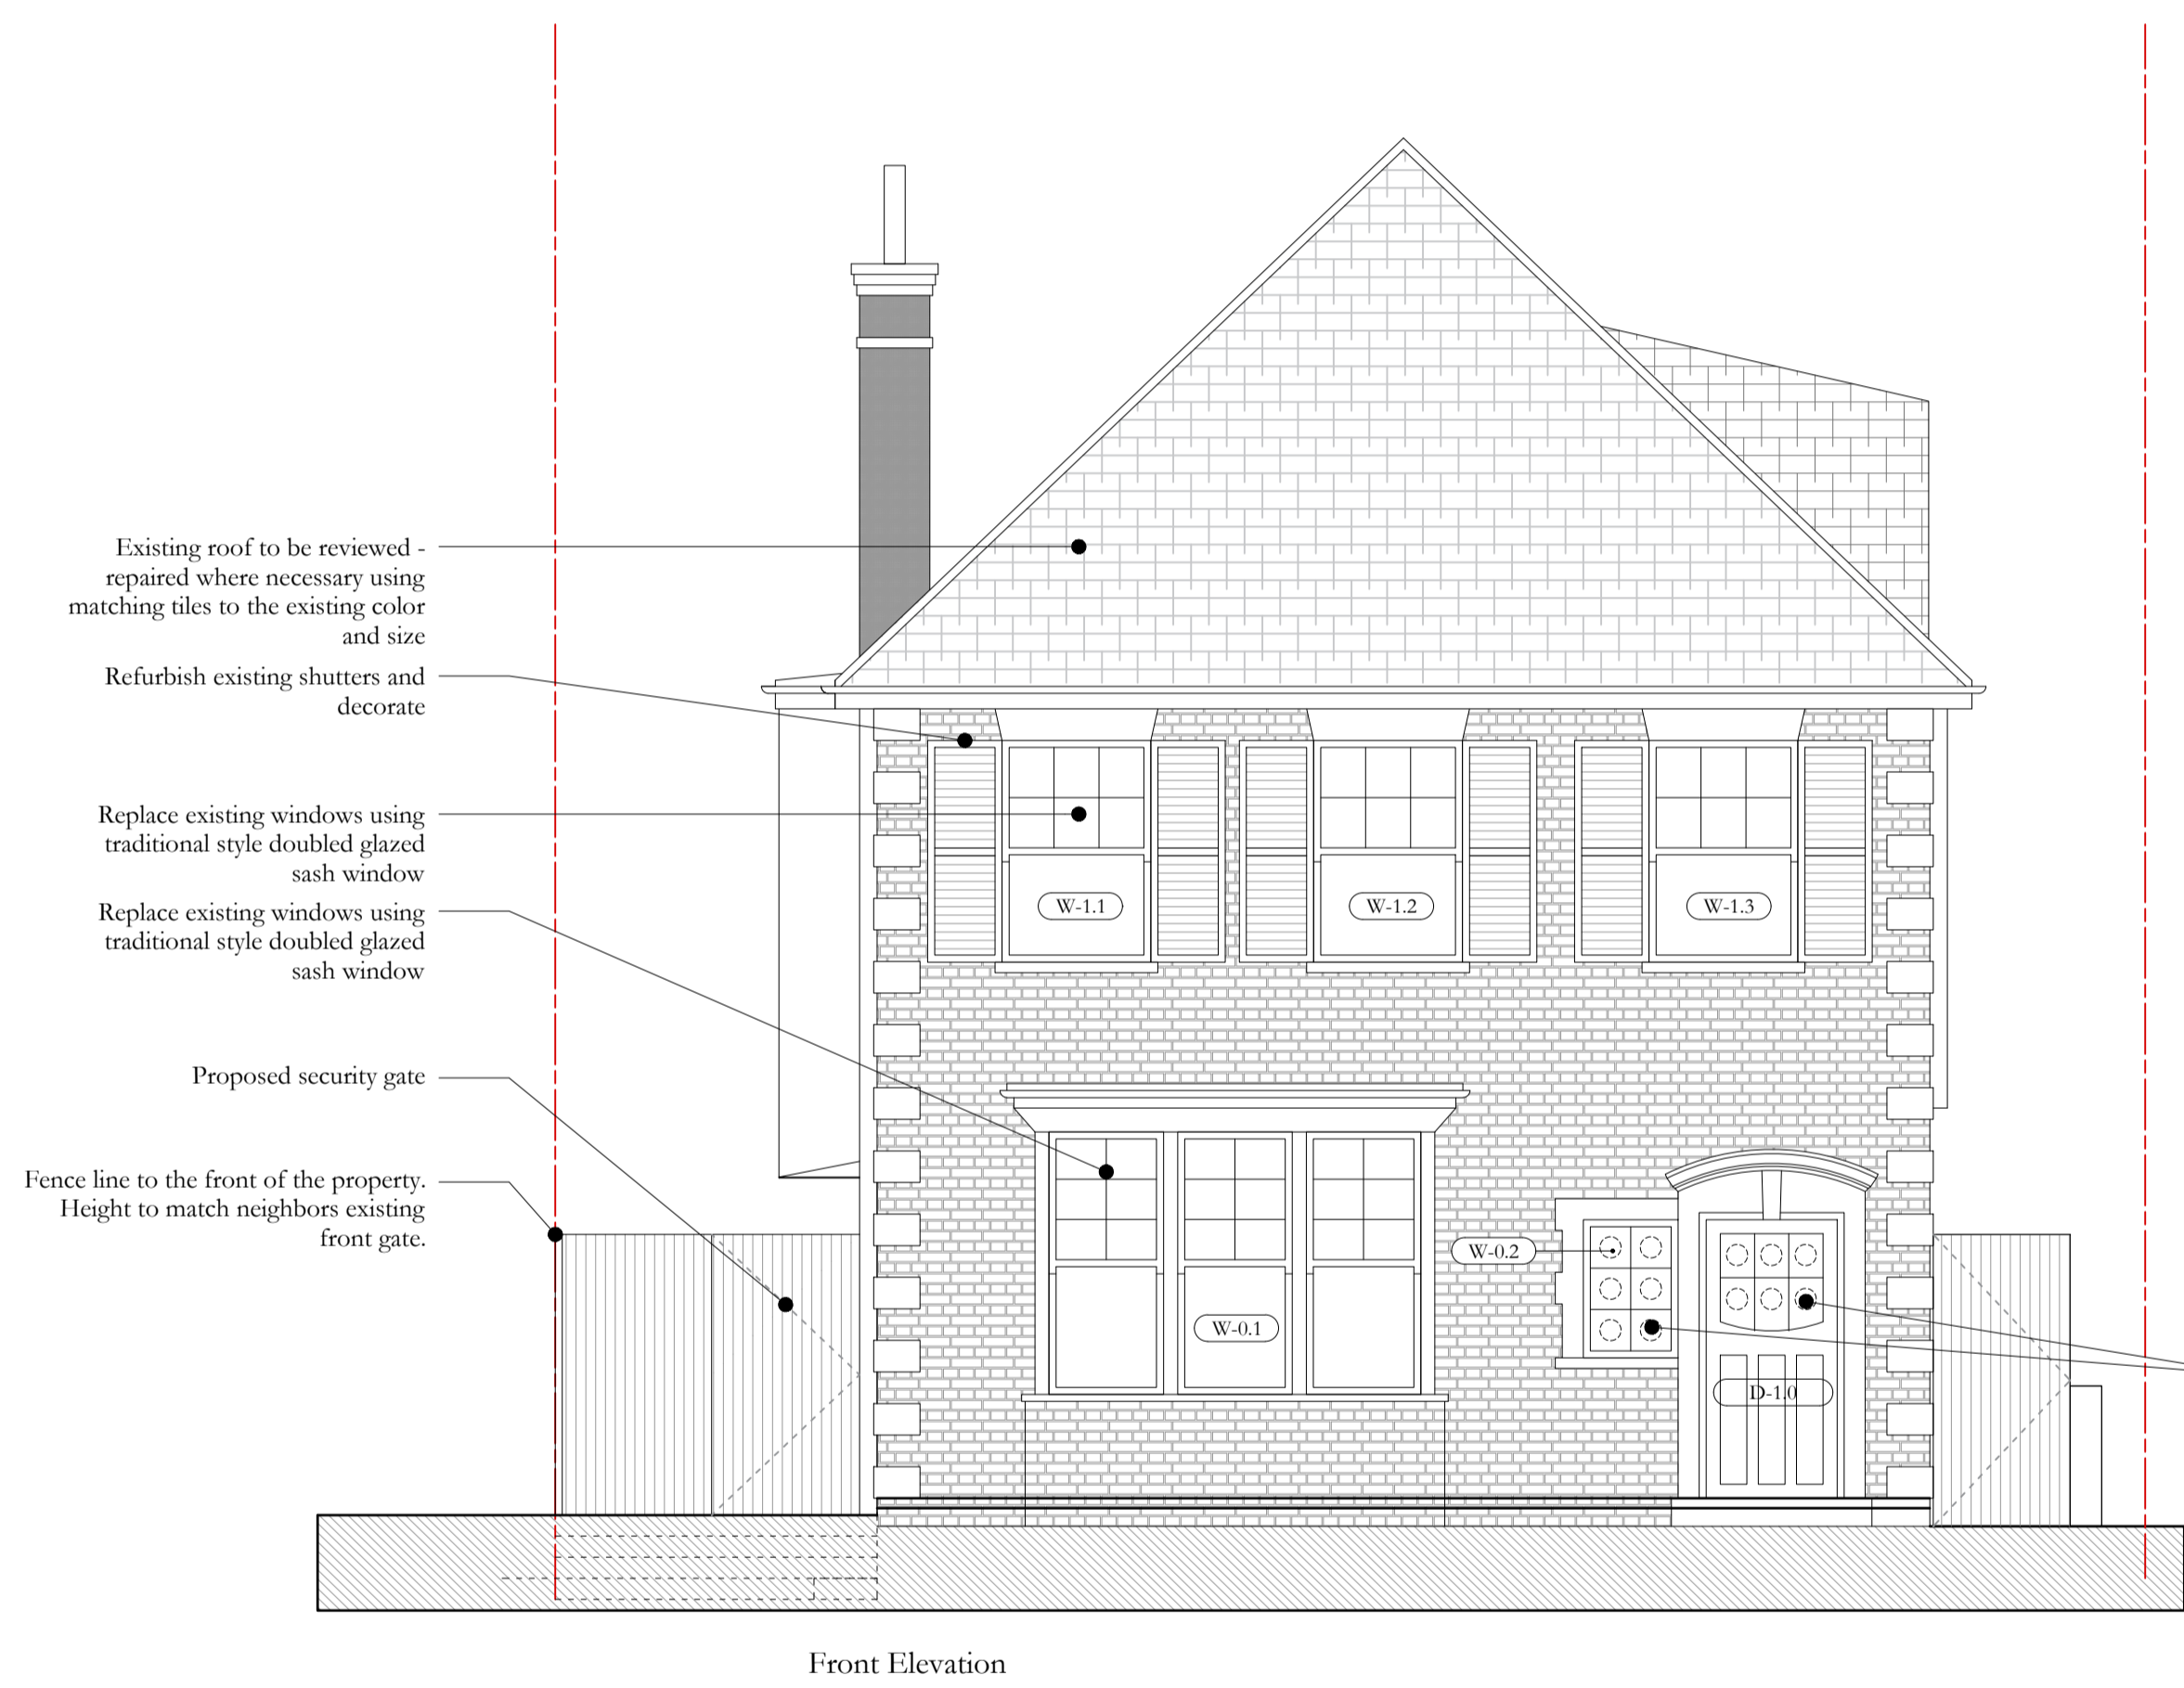 Existing roof to be reviewed -
repaired where necessary using
matching tiles to the existing color
and size
Refurbish existing shutters and
decorate
Replace existing windows using
traditional style doubled glazed
sash window
Replace existing windows using
traditional style doubled glazed
sash window
Proposed security gate
Fence line to the front of the property.
Height to match neighbors existing
front gate.
W-1.1
W-1.2
W-1.3
W-0.2
W-0.1
D-1.0
Front Elevation